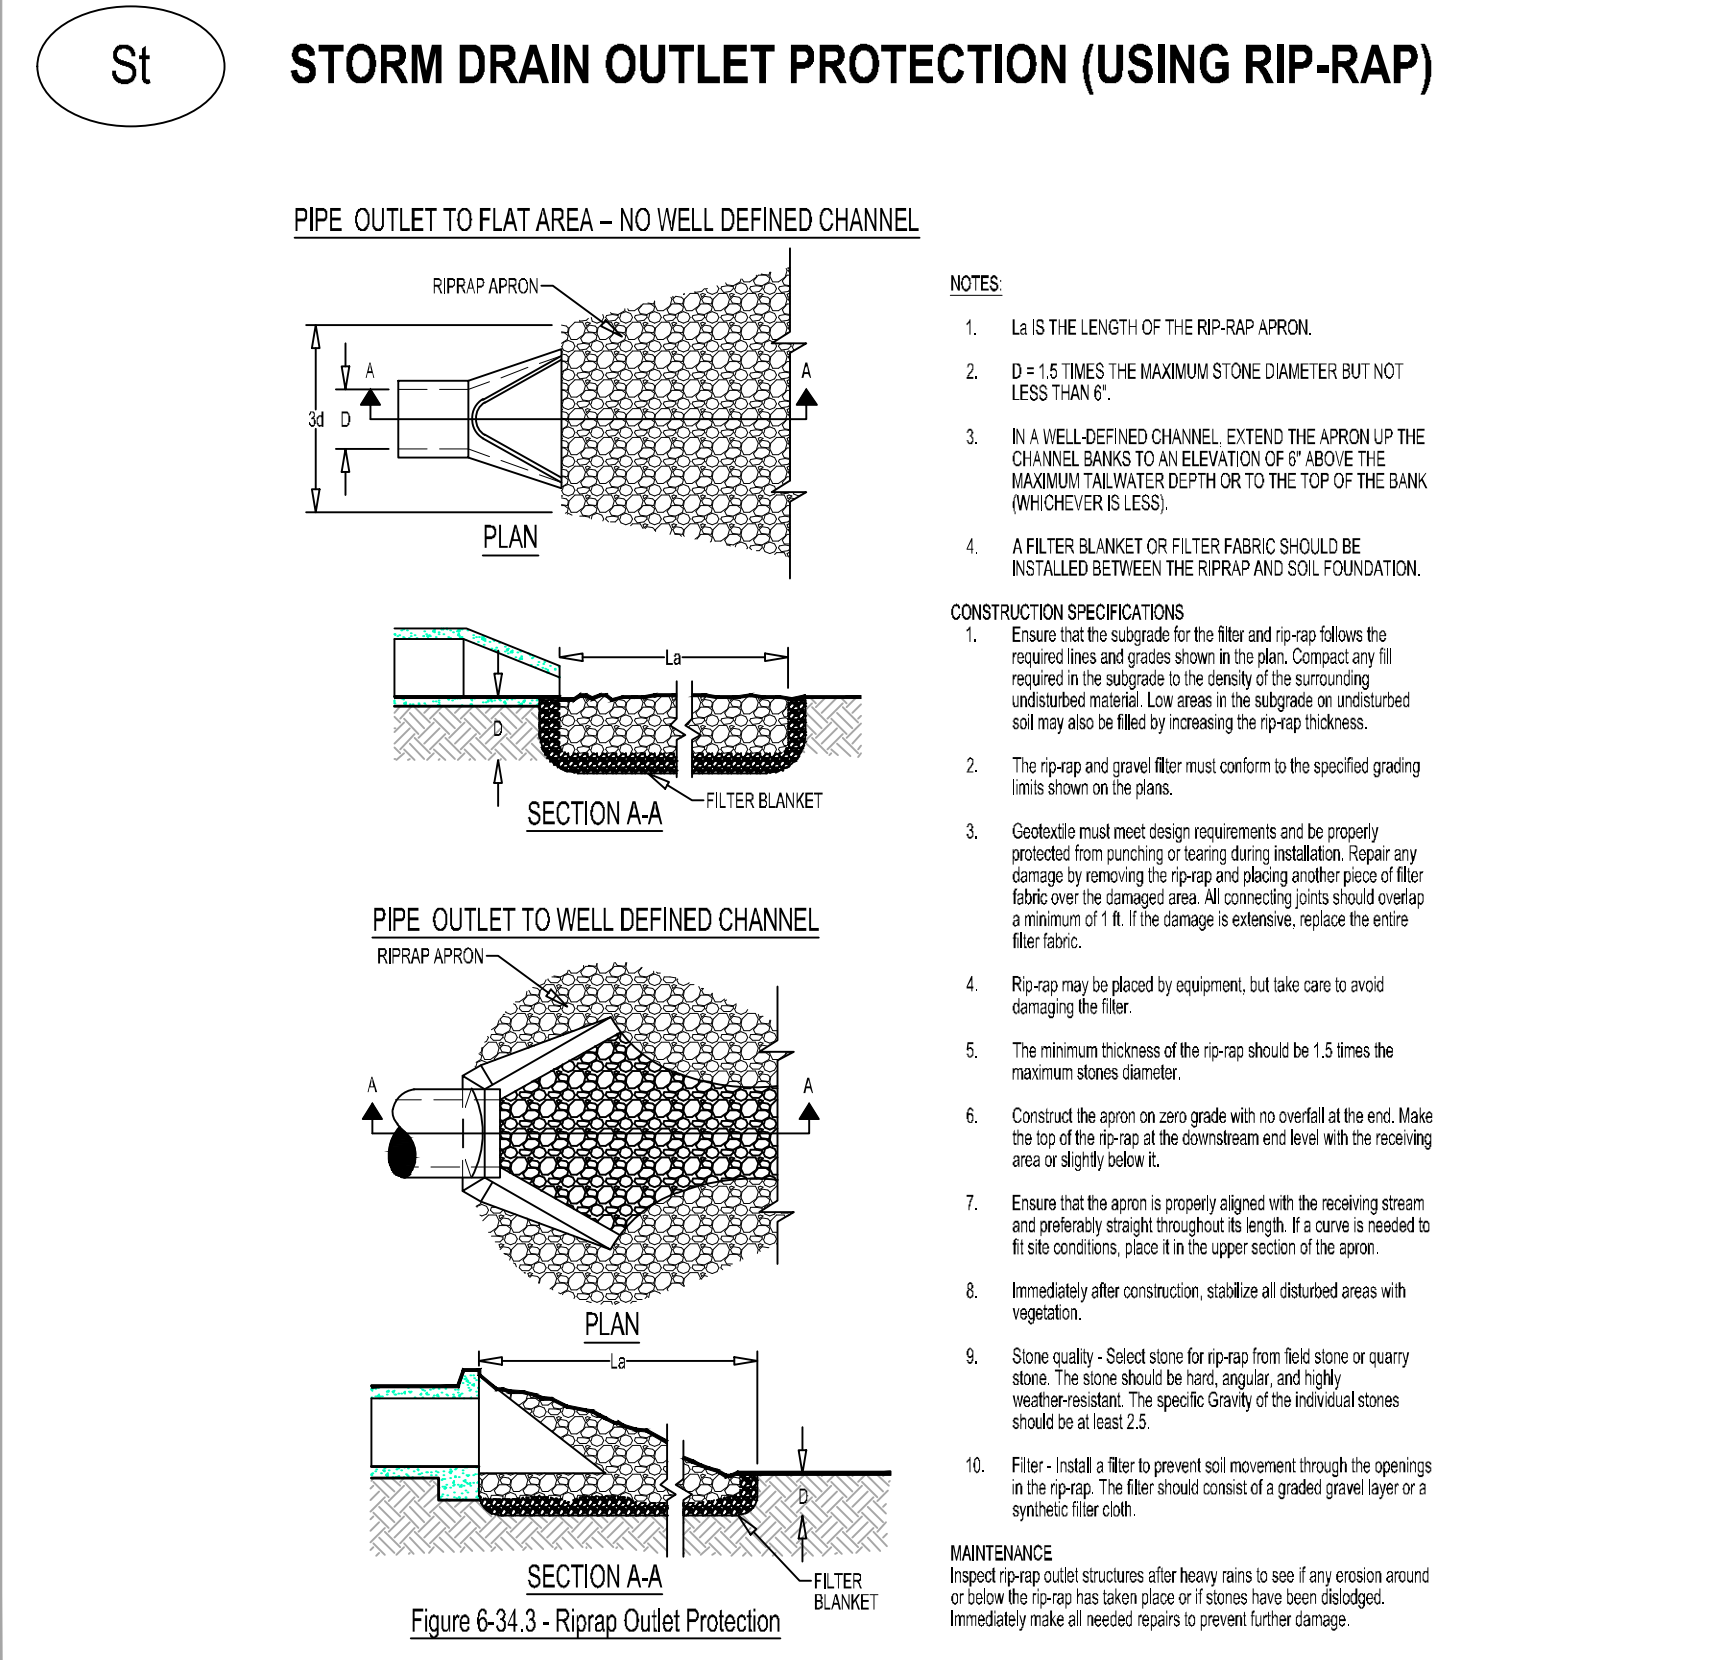 St
STORM DRAIN OUTLET PROTECTION (USING RIP-RAP)
PIPE OUTLET TO FLAT AREA – NO WELL DEFINED CHANNEL
RIPRAP APRON
A
A
3d
D
PLAN
La
D
FILTER BLANKET
SECTION A-A
PIPE OUTLET TO WELL DEFINED CHANNEL
RIPRAP APRON
A
A
PLAN
La
D
SECTION A-A
FILTER
BLANKET
Figure 6-34.3 - Riprap Outlet Protection
NOTES:
1. La IS THE LENGTH OF THE RIP-RAP APRON.
2. D = 1.5 TIMES THE MAXIMUM STONE DIAMETER BUT NOT
LESS THAN 6".
3. IN A WELL-DEFINED CHANNEL, EXTEND THE APRON UP THE
CHANNEL BANKS TO AN ELEVATION OF 6" ABOVE THE
MAXIMUM TAILWATER DEPTH OR TO THE TOP OF THE BANK
(WHICHEVER IS LESS).
4. A FILTER BLANKET OR FILTER FABRIC SHOULD BE
INSTALLED BETWEEN THE RIPRAP AND SOIL FOUNDATION.
CONSTRUCTION SPECIFICATIONS
1. Ensure that the subgrade for the filter and rip-rap follows the
required lines and grades shown in the plan. Compact any fill
required in the subgrade to the density of the surrounding
undisturbed material. Low areas in the subgrade on undisturbed
soil may also be filled by increasing the rip-rap thickness.
2. The rip-rap and gravel filter must conform to the specified grading
limits shown on the plans.
3. Geotextile must meet design requirements and be properly
protected from punching or tearing during installation. Repair any
damage by removing the rip-rap and placing another piece of filter
fabric over the damaged area. All connecting joints should overlap
a minimum of 1 ft. If the damage is extensive, replace the entire
filter fabric.
4. Rip-rap may be placed by equipment, but take care to avoid
damaging the filter.
5. The minimum thickness of the rip-rap should be 1.5 times the
maximum stones diameter.
6. Construct the apron on zero grade with no overfall at the end. Make
the top of the rip-rap at the downstream end level with the receiving
area or slightly below it.
7. Ensure that the apron is properly aligned with the receiving stream
and preferably straight throughout its length. If a curve is needed to
fit site conditions, place it in the upper section of the apron.
8. Immediately after construction, stabilize all disturbed areas with
vegetation.
9. Stone quality - Select stone for rip-rap from field stone or quarry
stone. The stone should be hard, angular, and highly
weather-resistant. The specific Gravity of the individual stones
should be at least 2.5.
10. Filter - Install a filter to prevent soil movement through the openings
in the rip-rap. The filter should consist of a graded gravel layer or a
synthetic filter cloth.
MAINTENANCE
Inspect rip-rap outlet structures after heavy rains to see if any erosion around
or below the rip-rap has taken place or if stones have been dislodged.
Immediately make all needed repairs to prevent further damage.